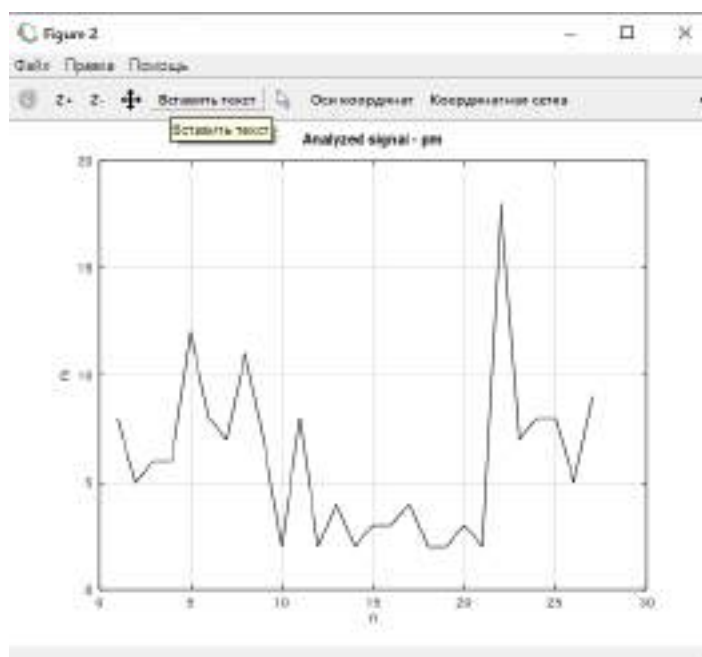 Figure 2
Файл Правка Помощь
Z+ Z- Вставить текст Оси координат Координатная сетка
Вставить текст
Analyzed signal - pm
20
15
10
5
0
n
0 5 10 15 20 25 30
n